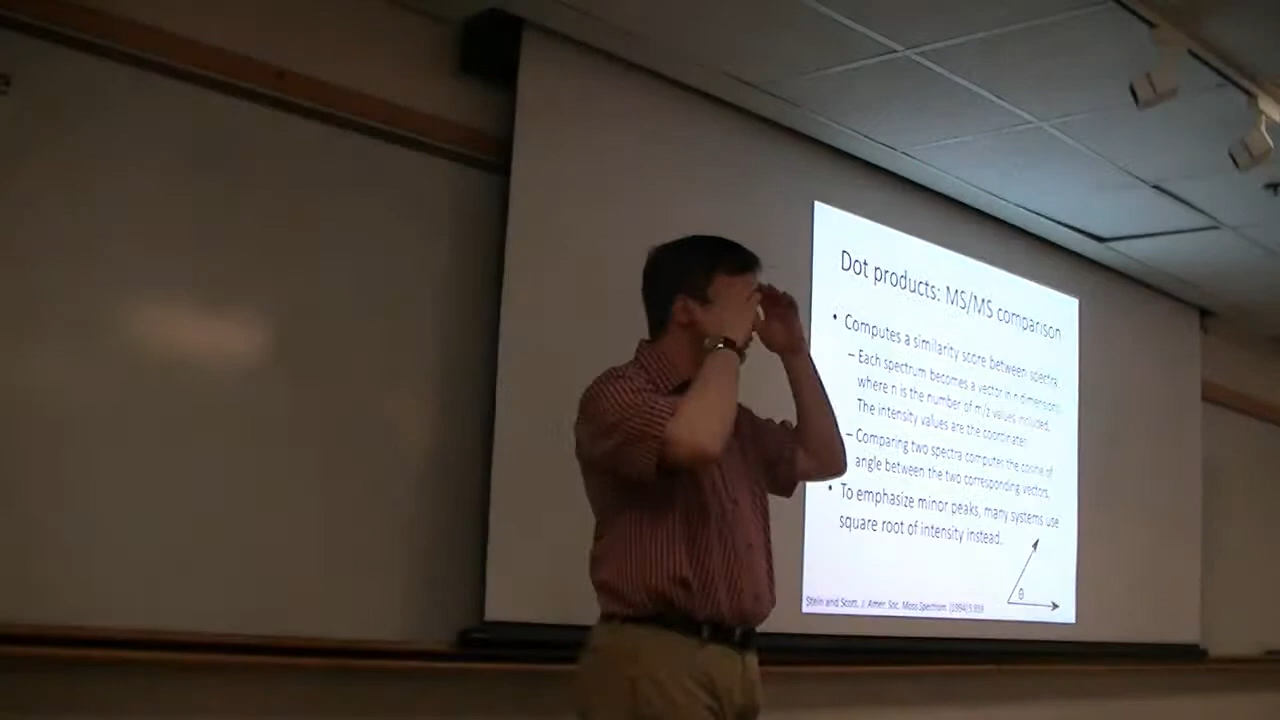 Dot products: MS/MS comparison
• Computes a similarity score between spectra
– Each spectrum becomes a vector in n dimensions
where n is the number of m/z values included.
The intensity values are the coordinates
– Comparing two spectra computes the cosine of
angle between the two corresponding vectors.
• To emphasize minor peaks, many systems use
square root of intensity instead.
θ
Stein and Scott. J. Amer. Soc. Mass Spectrom. (1994) 5 859